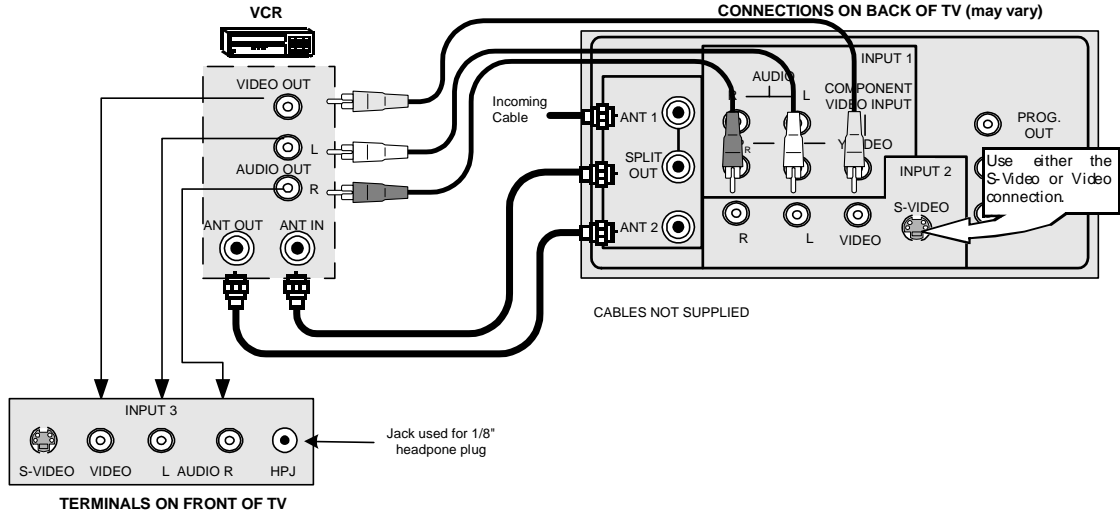 VCR
CONNECTIONS ON BACK OF TV (may vary)
VIDEO OUT
L
AUDIO OUT
R
ANT OUT
ANT IN
Incoming
Cable
ANT 1
SPLIT
OUT
ANT 2
INPUT 1
AUDIO
R
L
COMPONENT
VIDEO INPUT
R
INPUT 2
R
L
VIDEO
S-VIDEO
PROG.
OUT
Use either the
S-Video or Video
connection.
CABLES NOT SUPPLIED
INPUT 3
S-VIDEO
VIDEO
L AUDIO R
HPJ
Jack used for 1/8"
headpone plug
TERMINALS ON FRONT OF TV